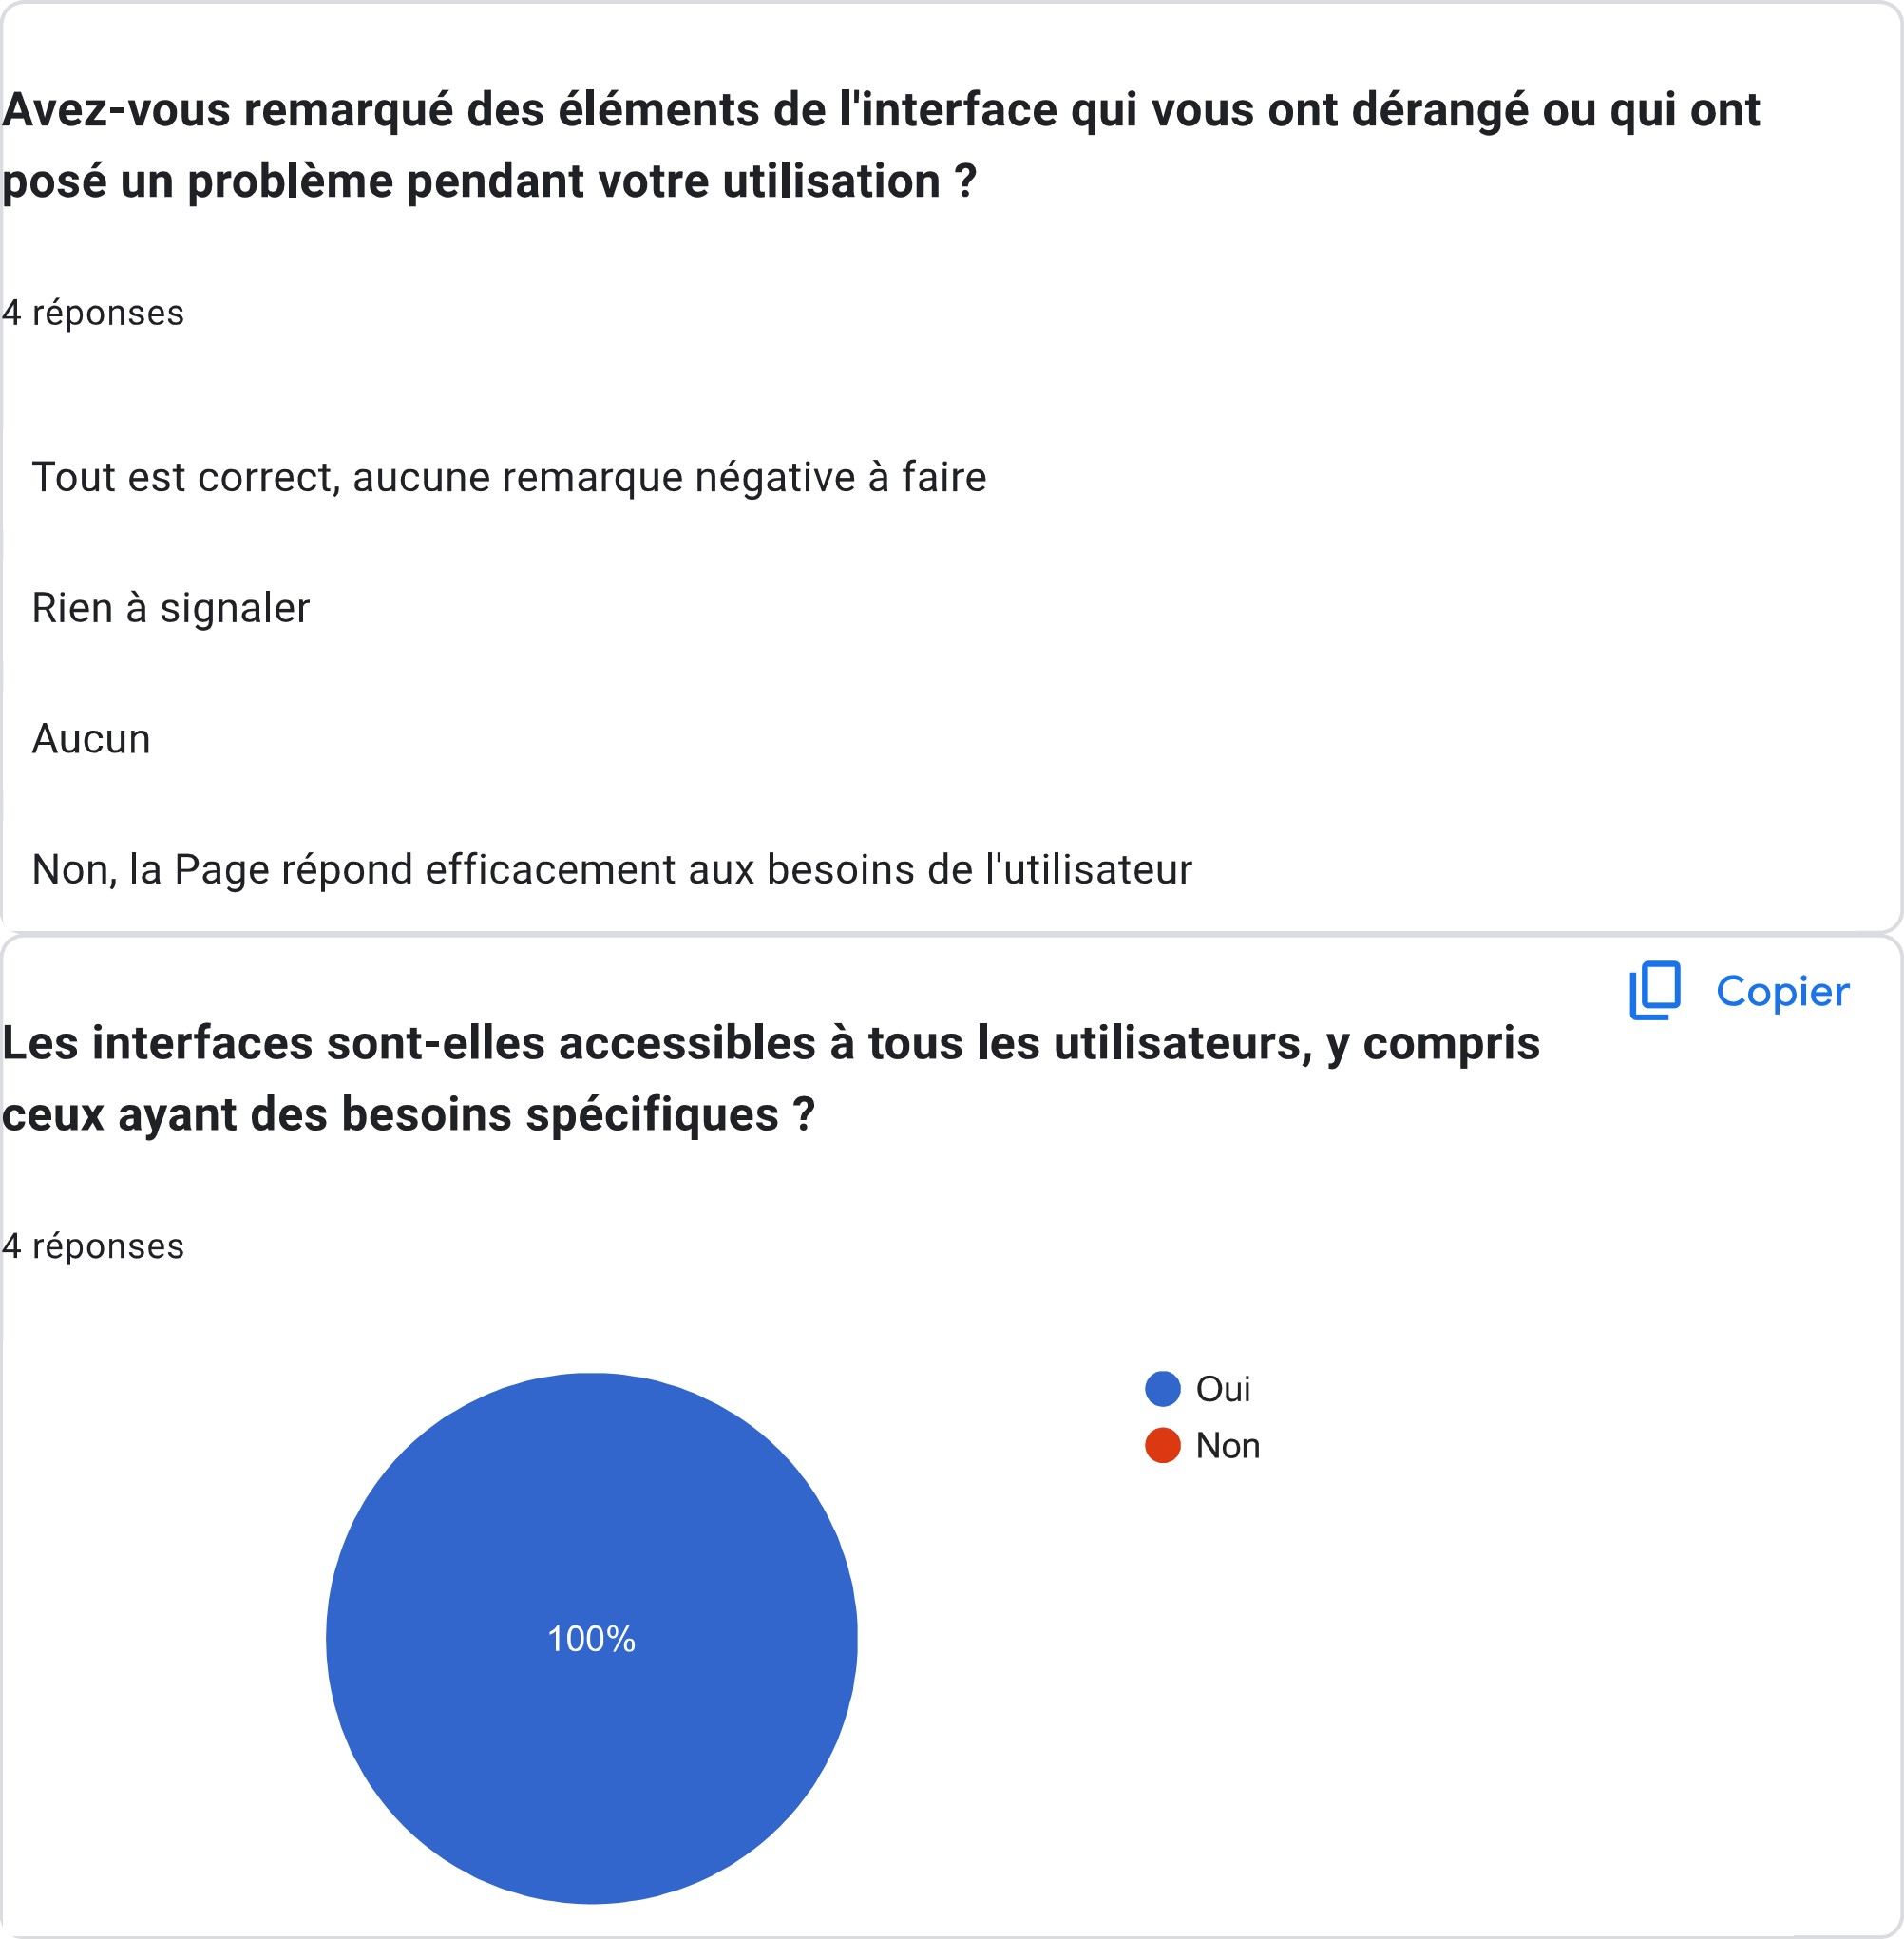 Avez-vous remarqué des éléments de l'interface qui vous ont dérangé ou qui ont
posé un problème pendant votre utilisation ?
4 réponses
Tout est correct, aucune remarque négative à faire
Rien à signaler
Aucun
Non, la Page répond efficacement aux besoins de l'utilisateur
Copier
Les interfaces sont-elles accessibles à tous les utilisateurs, y compris
ceux ayant des besoins spécifiques ?
4 réponses
Oui
Non
100%